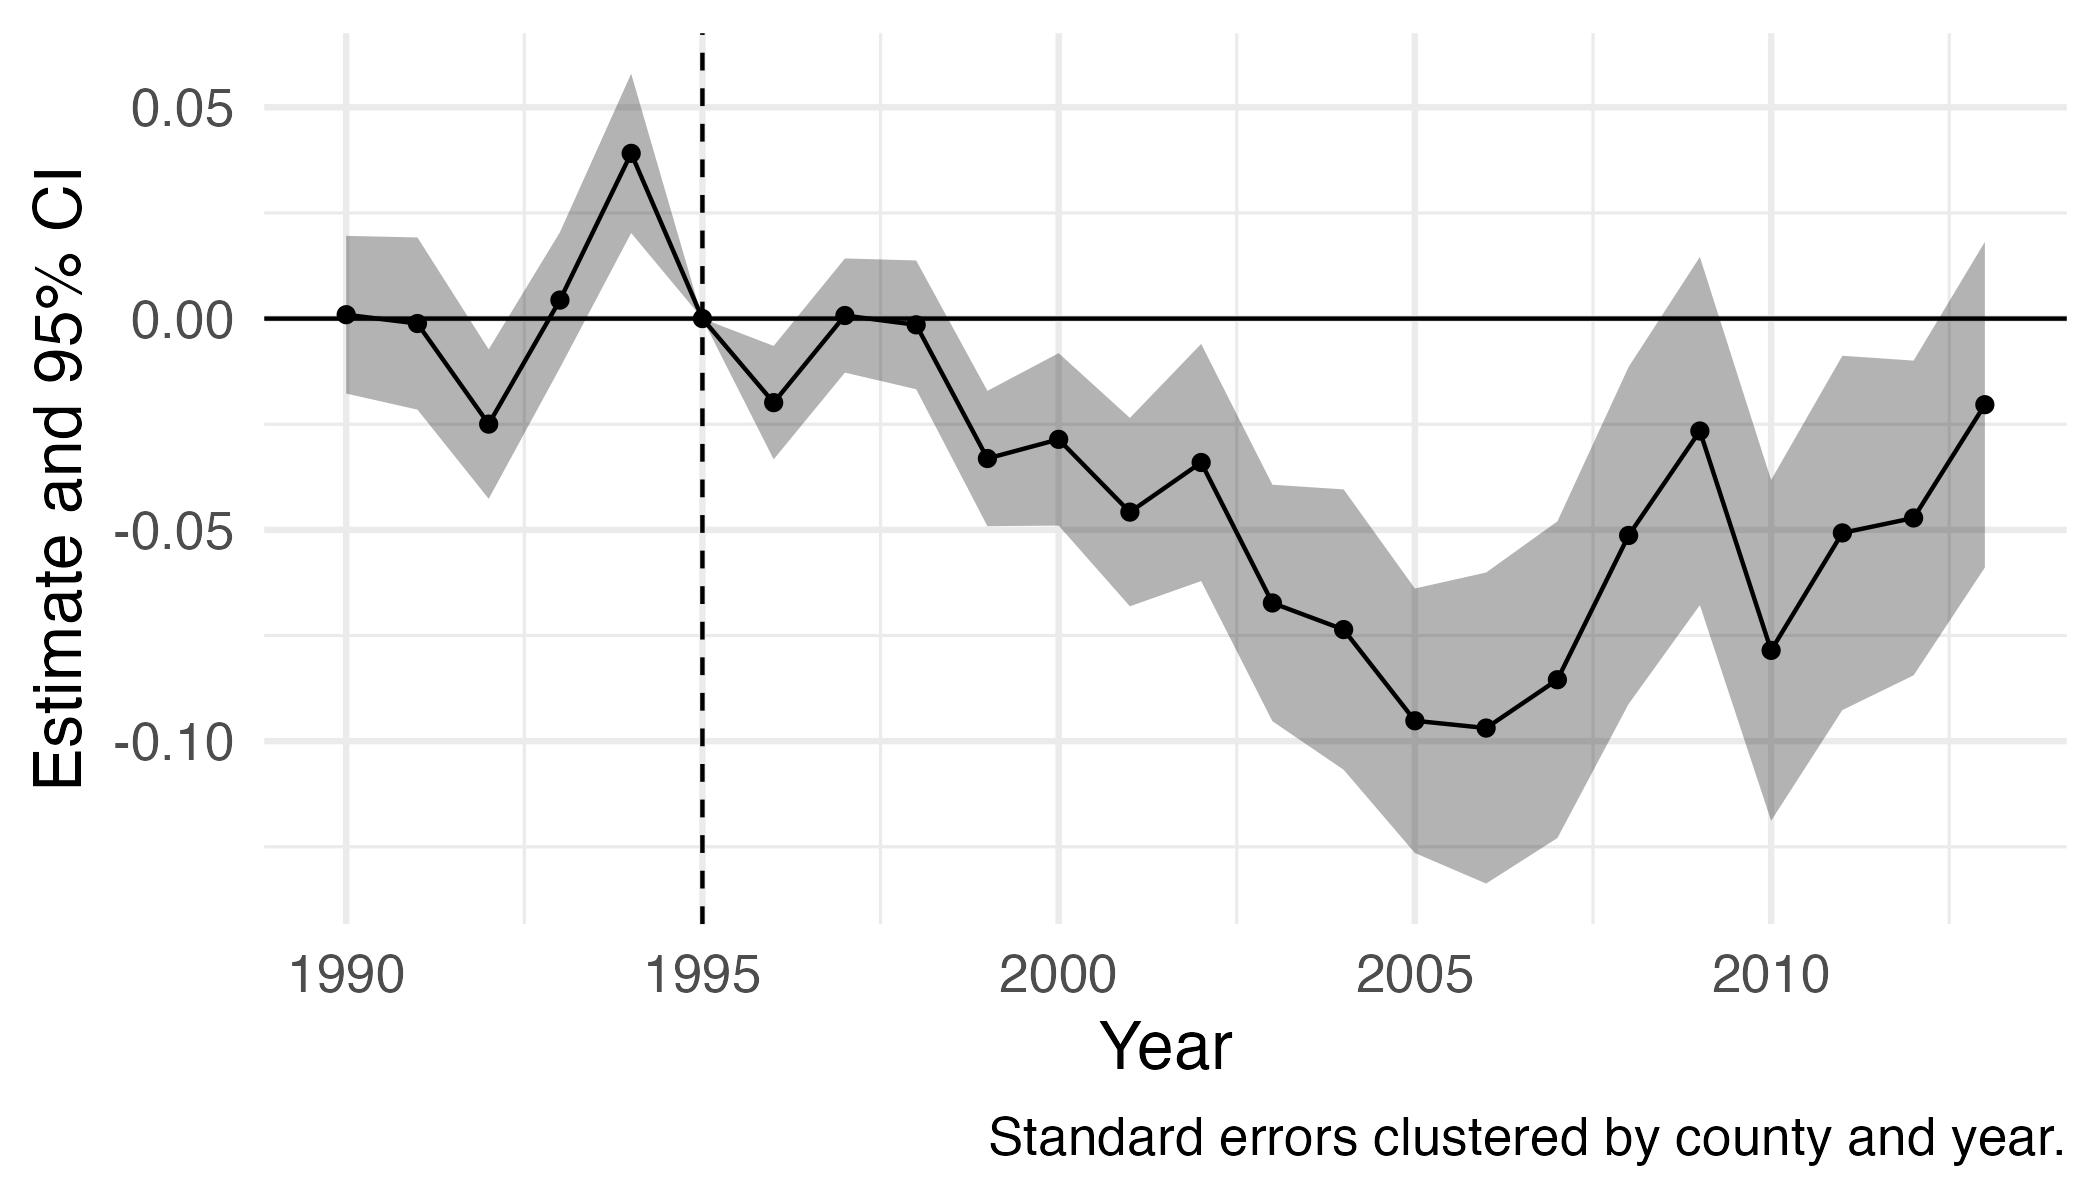 Estimate and 95% CI
0.05
0.00
-0.05
-0.10
1990 1995 2000 2005 2010
Year
Standard errors clustered by county and year.